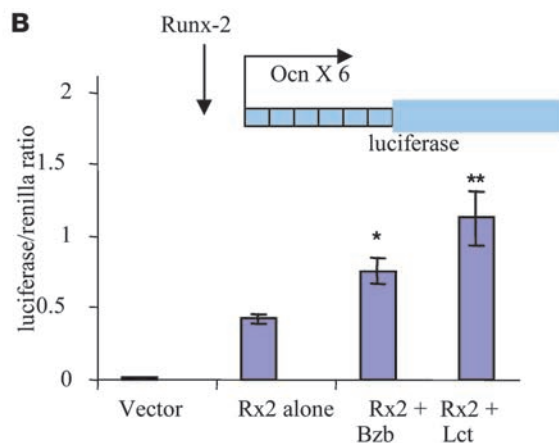 B
Runx-2
Ocn X 6
luciferase
luciferase/renilla ratio
2
1.5
1
0.5
0
*
**
Vector
Rx2 alone
Rx2 +
Bzb
Rx2 +
Lct